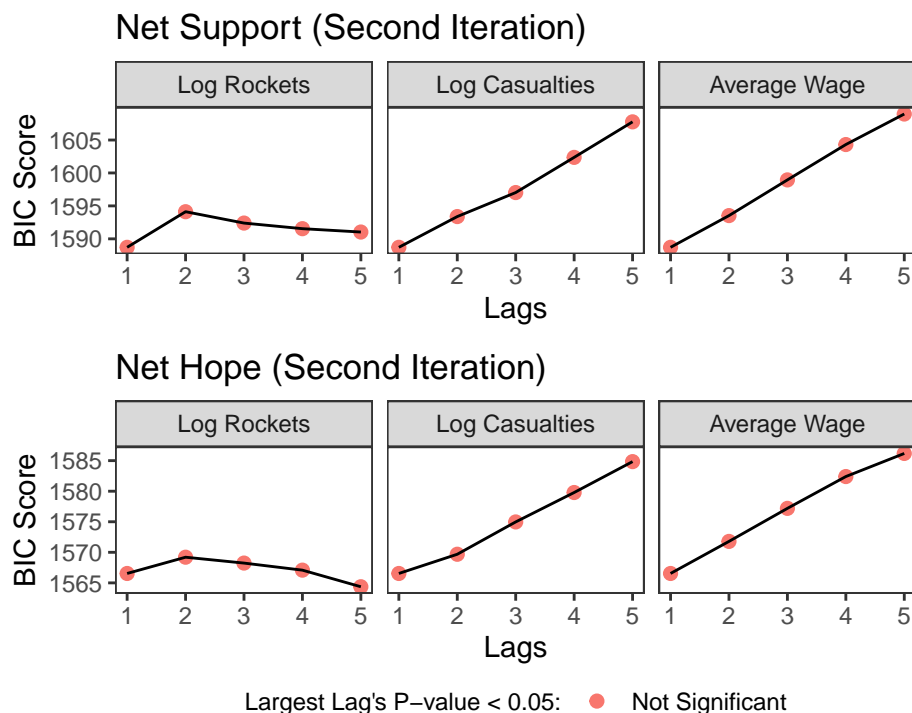 Net Support (Second Iteration)
Log Rockets Log Casualties Average Wage
BIC Score
1605
1600
1595
1590
1 2 3 4 5 1 2 3 4 5 1 2 3 4 5
Lags
Net Hope (Second Iteration)
Log Rockets Log Casualties Average Wage
BIC Score
1585
1580
1575
1570
1565
1 2 3 4 5 1 2 3 4 5 1 2 3 4 5
Lags
Largest Lag's P−value < 0.05: Not Significant